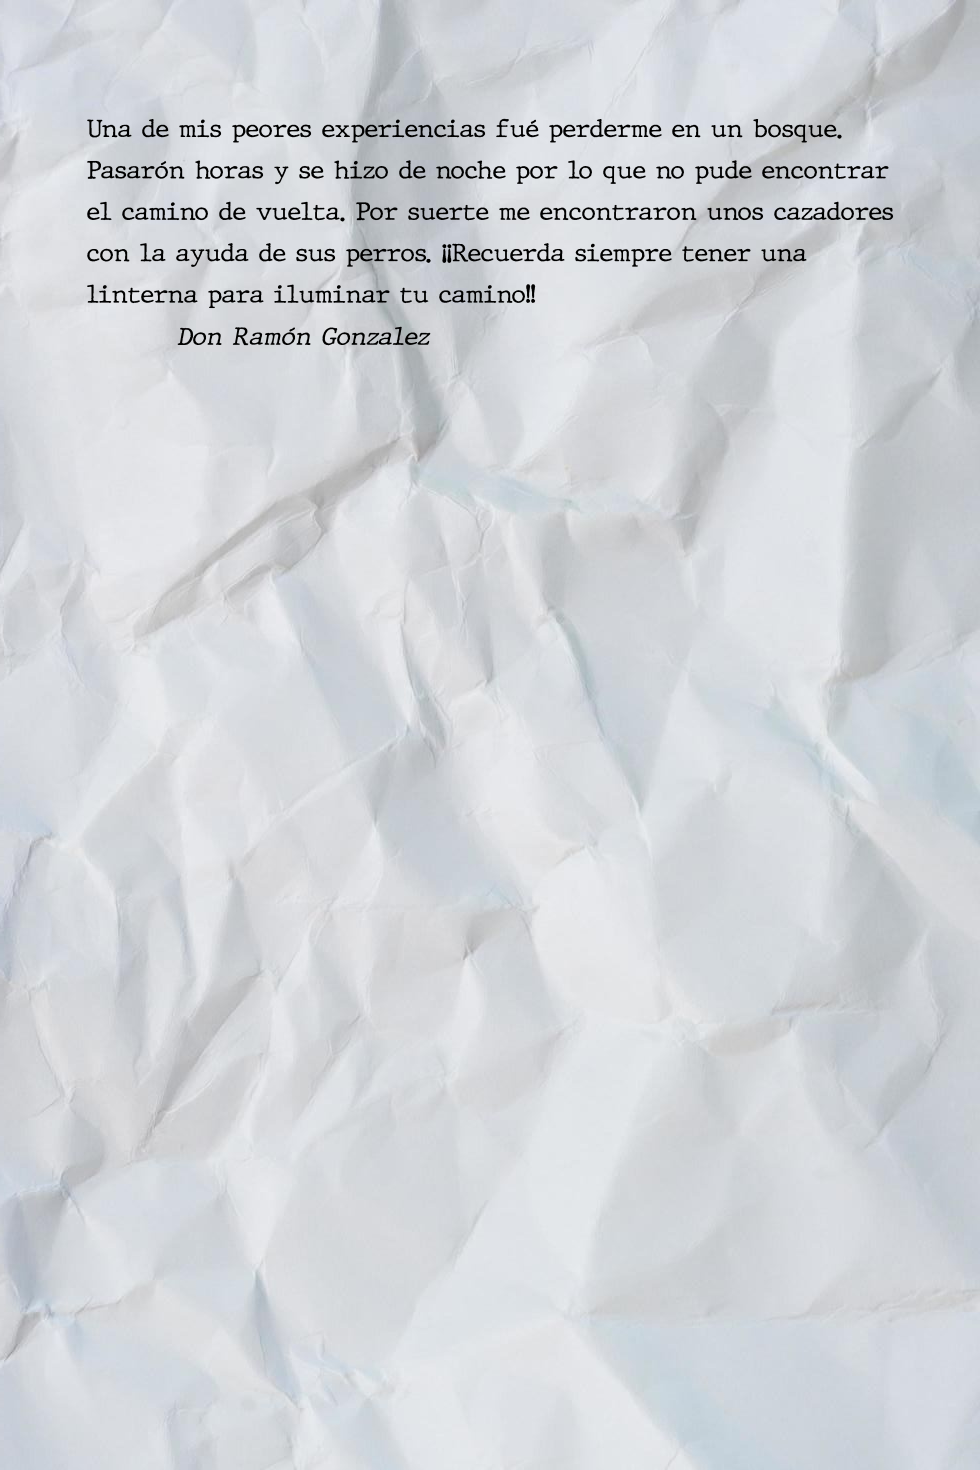 Una de mis peores experiencias fué perderme en un bosque.
Pasarón horas y se hizo de noche por lo que no pude encontrar
el camino de vuelta. Por suerte me encontraron unos cazadores
con la ayuda de sus perros. ¡¡Recuerda siempre tener una
linterna para iluminar tu camino!!
Don Ramón Gonzalez